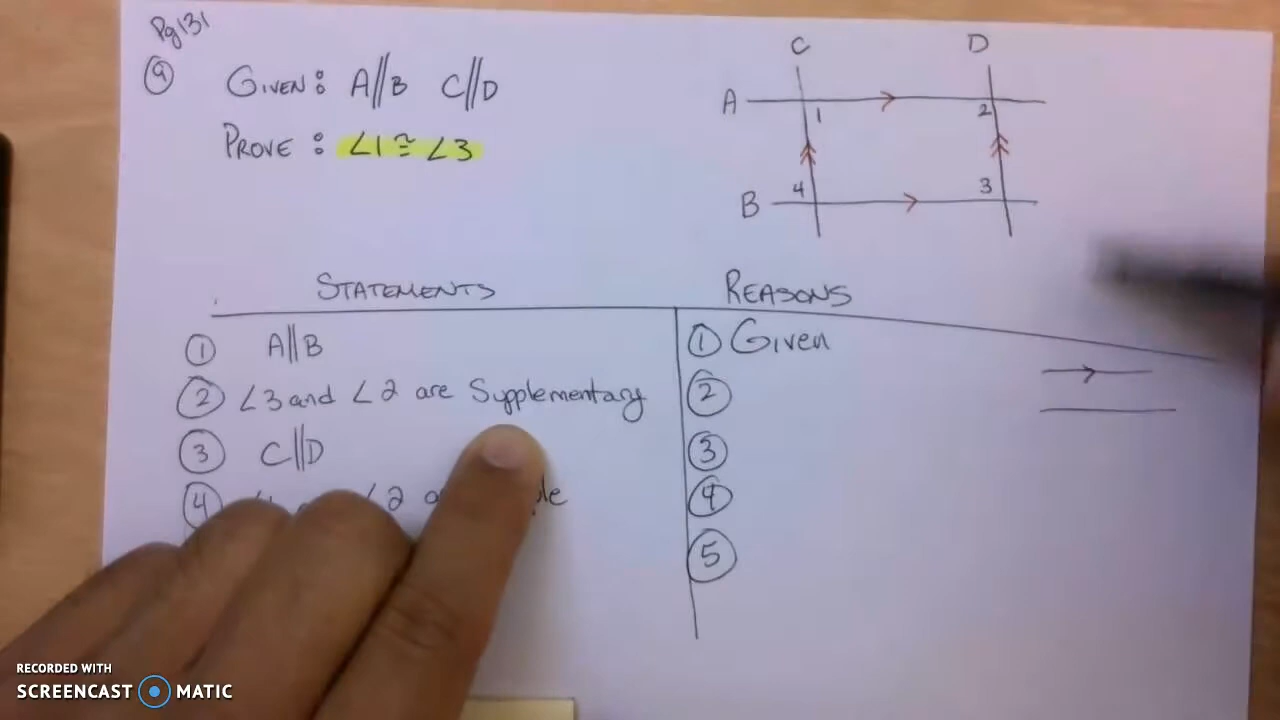 Pg 131
9 GIVEN: A//B C//D
PROVE: ∠1 ≅ ∠3
C D
A 1 2
B 4 3
STATEMENTS REASONS
1 A//B 1 Given
2 ∠3 and ∠2 are Supplementary 2
3 C//D 3
4 ∠2 4
5
RECORDED WITH
SCREENCAST MATIC